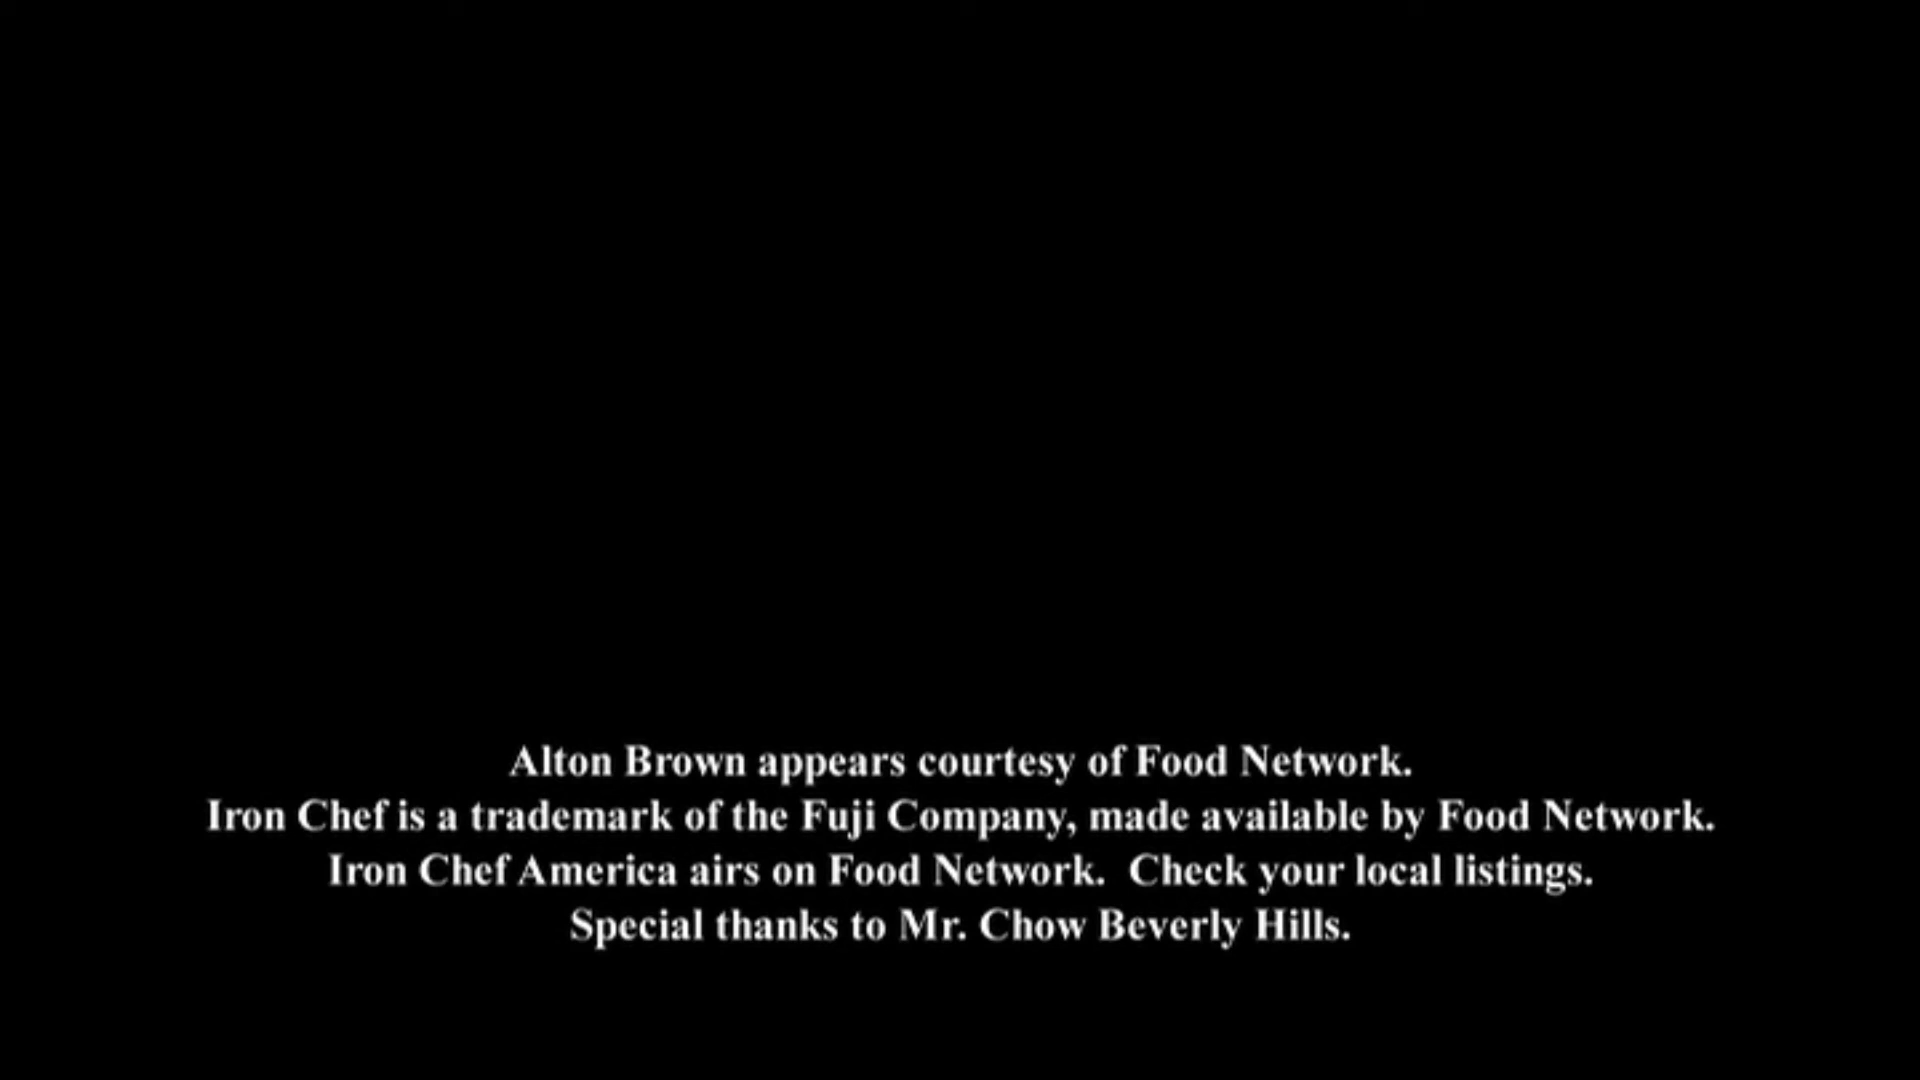 Alton Brown appears courtesy of Food Network.
Iron Chef is a trademark of the Fuji Company, made available by Food Network.
Iron Chef America airs on Food Network.  Check your local listings.
Special thanks to Mr. Chow Beverly Hills.